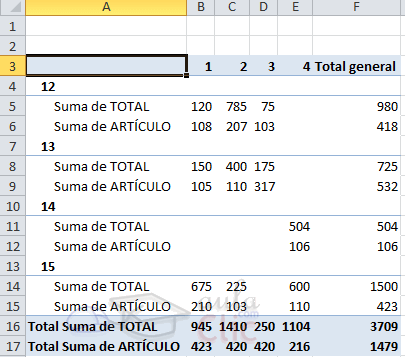 A B C D E F
1
2
3 1 2 3 4 Total general
4 12
5 Suma de TOTAL 120 785 75 980
6 Suma de ARTÍCULO 108 207 103 418
7 13
8 Suma de TOTAL 150 400 175 725
9 Suma de ARTÍCULO 105 110 317 532
10 14
11 Suma de TOTAL 504 504
12 Suma de ARTÍCULO 106 106
13 15
14 Suma de TOTAL 675 225 600 1500
15 Suma de ARTÍCULO 210 103 110 423
16 Total Suma de TOTAL 945 1410 250 1104 3709
17 Total Suma de ARTÍCULO 423 420 420 216 1479
aula
clic
.com